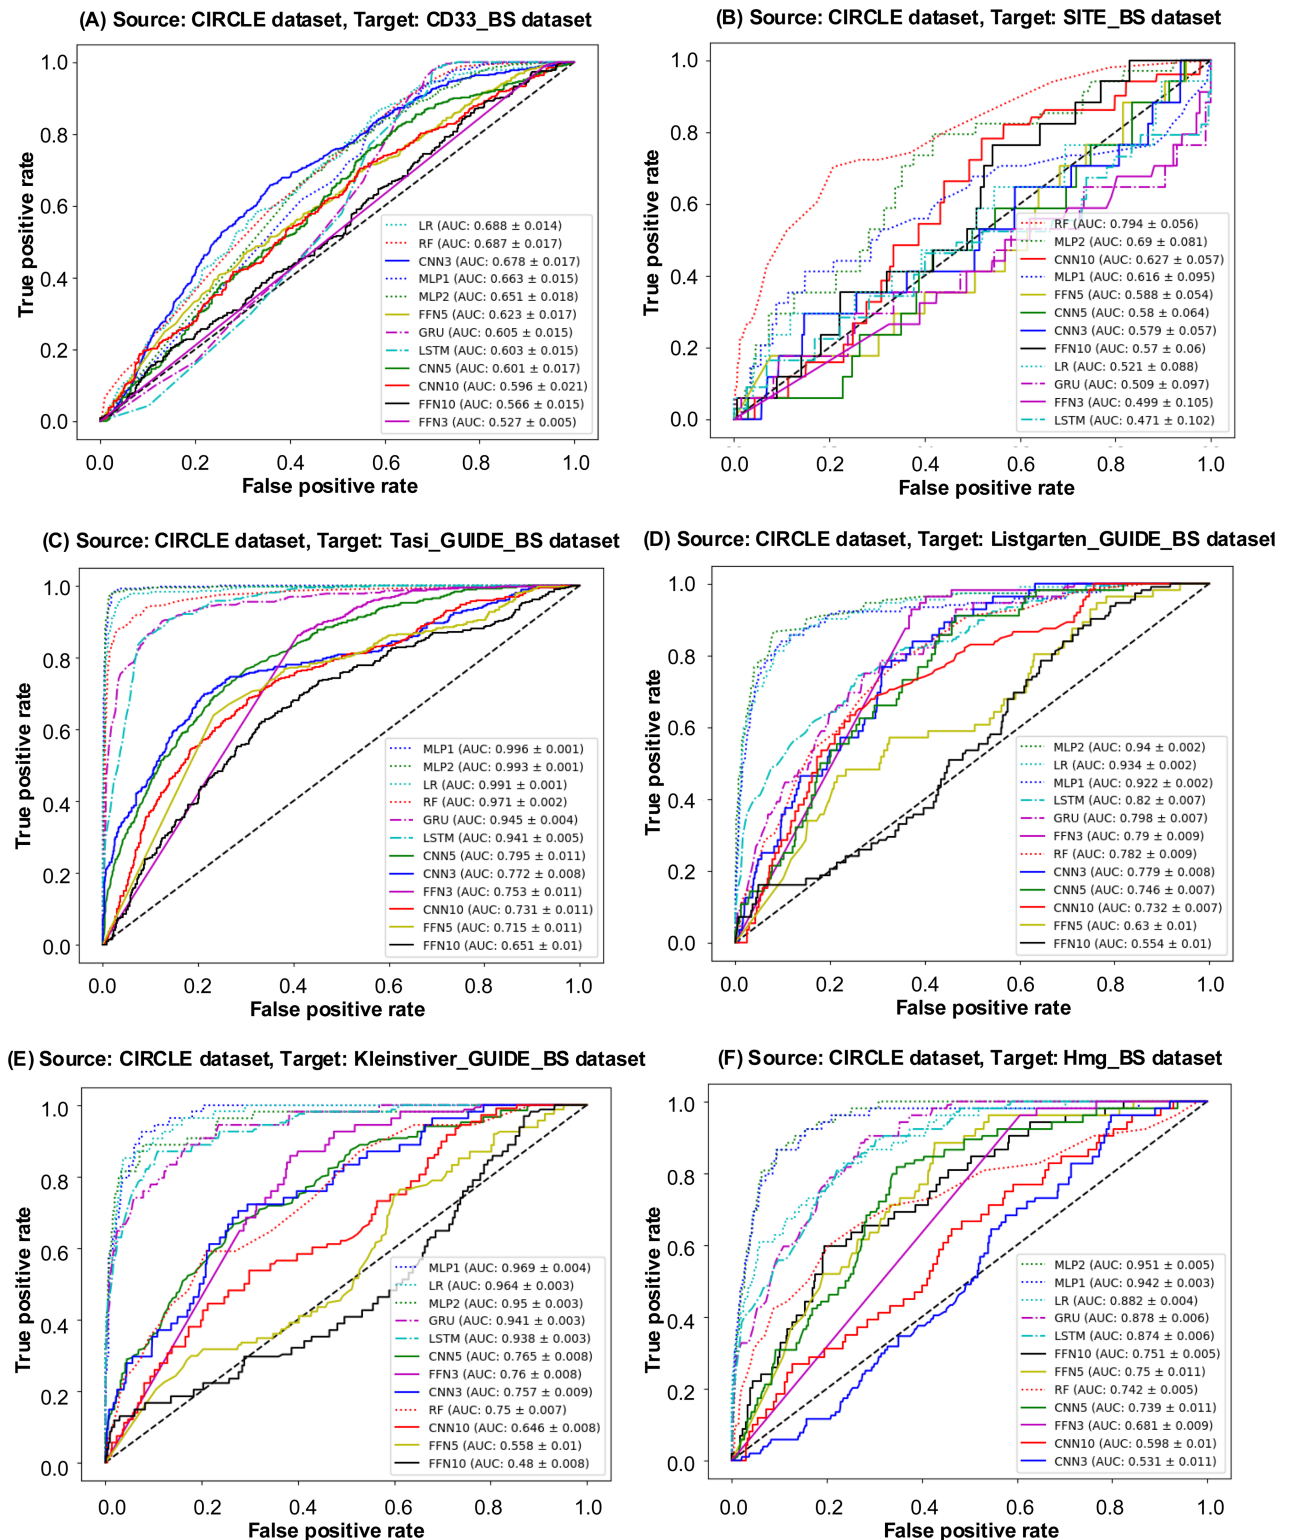 (A) Source: CIRCLE dataset, Target: CD33_BS dataset
True positive rate
1.0
0.8
0.6
0.4
0.2
0.0
LR (AUC: 0.688 ± 0.014)
RF (AUC: 0.687 ± 0.017)
CNN3 (AUC: 0.678 ± 0.017)
MLP1 (AUC: 0.663 ± 0.015)
MLP2 (AUC: 0.651 ± 0.018)
FFN5 (AUC: 0.623 ± 0.017)
GRU (AUC: 0.605 ± 0.015)
LSTM (AUC: 0.603 ± 0.015)
CNN5 (AUC: 0.601 ± 0.017)
CNN10 (AUC: 0.596 ± 0.021)
FFN10 (AUC: 0.566 ± 0.015)
FFN3 (AUC: 0.527 ± 0.005)
0.0 0.2 0.4 0.6 0.8 1.0
False positive rate
(B) Source: CIRCLE dataset, Target: SITE_BS dataset
True positive rate
1.0
0.8
0.6
0.4
0.2
0.0
RF (AUC: 0.794 ± 0.056)
MLP2 (AUC: 0.69 ± 0.081)
CNN10 (AUC: 0.627 ± 0.057)
MLP1 (AUC: 0.616 ± 0.095)
FFN5 (AUC: 0.588 ± 0.054)
CNN5 (AUC: 0.58 ± 0.064)
CNN3 (AUC: 0.579 ± 0.057)
FFN10 (AUC: 0.57 ± 0.06)
LR (AUC: 0.521 ± 0.088)
GRU (AUC: 0.509 ± 0.097)
FFN3 (AUC: 0.499 ± 0.105)
LSTM (AUC: 0.471 ± 0.102)
0.0 0.2 0.4 0.6 0.8 1.0
False positive rate
(C) Source: CIRCLE dataset, Target: Tasi_GUIDE_BS dataset
True positive rate
1.0
0.8
0.6
0.4
0.2
0.0
MLP1 (AUC: 0.996 ± 0.001)
MLP2 (AUC: 0.993 ± 0.001)
LR (AUC: 0.991 ± 0.001)
RF (AUC: 0.971 ± 0.002)
GRU (AUC: 0.945 ± 0.004)
LSTM (AUC: 0.941 ± 0.005)
CNN5 (AUC: 0.795 ± 0.011)
CNN3 (AUC: 0.772 ± 0.008)
FFN3 (AUC: 0.753 ± 0.011)
CNN10 (AUC: 0.731 ± 0.011)
FFN5 (AUC: 0.715 ± 0.011)
FFN10 (AUC: 0.651 ± 0.01)
0.0 0.2 0.4 0.6 0.8 1.0
False positive rate
(D) Source: CIRCLE dataset, Target: Listgarten_GUIDE_BS dataset
True positive rate
1.0
0.8
0.6
0.4
0.2
0.0
MLP2 (AUC: 0.94 ± 0.002)
LR (AUC: 0.934 ± 0.002)
MLP1 (AUC: 0.922 ± 0.002)
LSTM (AUC: 0.82 ± 0.007)
GRU (AUC: 0.798 ± 0.007)
FFN3 (AUC: 0.79 ± 0.009)
RF (AUC: 0.782 ± 0.009)
CNN3 (AUC: 0.779 ± 0.008)
CNN5 (AUC: 0.746 ± 0.007)
CNN10 (AUC: 0.732 ± 0.007)
FFN5 (AUC: 0.63 ± 0.01)
FFN10 (AUC: 0.554 ± 0.01)
0.0 0.2 0.4 0.6 0.8 1.0
False positive rate
(E) Source: CIRCLE dataset, Target: Kleinstiver_GUIDE_BS dataset
True positive rate
1.0
0.8
0.6
0.4
0.2
0.0
MLP1 (AUC: 0.969 ± 0.004)
LR (AUC: 0.964 ± 0.003)
MLP2 (AUC: 0.95 ± 0.003)
GRU (AUC: 0.941 ± 0.003)
LSTM (AUC: 0.938 ± 0.003)
CNN5 (AUC: 0.765 ± 0.008)
FFN3 (AUC: 0.76 ± 0.008)
CNN3 (AUC: 0.757 ± 0.009)
RF (AUC: 0.75 ± 0.007)
CNN10 (AUC: 0.646 ± 0.008)
FFN5 (AUC: 0.558 ± 0.01)
FFN10 (AUC: 0.48 ± 0.008)
0.0 0.2 0.4 0.6 0.8 1.0
False positive rate
(F) Source: CIRCLE dataset, Target: Hmg_BS dataset
True positive rate
1.0
0.8
0.6
0.4
0.2
0.0
MLP2 (AUC: 0.951 ± 0.005)
MLP1 (AUC: 0.942 ± 0.003)
LR (AUC: 0.882 ± 0.004)
GRU (AUC: 0.878 ± 0.006)
LSTM (AUC: 0.874 ± 0.006)
FFN10 (AUC: 0.751 ± 0.005)
FFN5 (AUC: 0.75 ± 0.011)
RF (AUC: 0.742 ± 0.005)
CNN5 (AUC: 0.739 ± 0.011)
FFN3 (AUC: 0.681 ± 0.009)
CNN10 (AUC: 0.598 ± 0.01)
CNN3 (AUC: 0.531 ± 0.011)
0.0 0.2 0.4 0.6 0.8 1.0
False positive rate